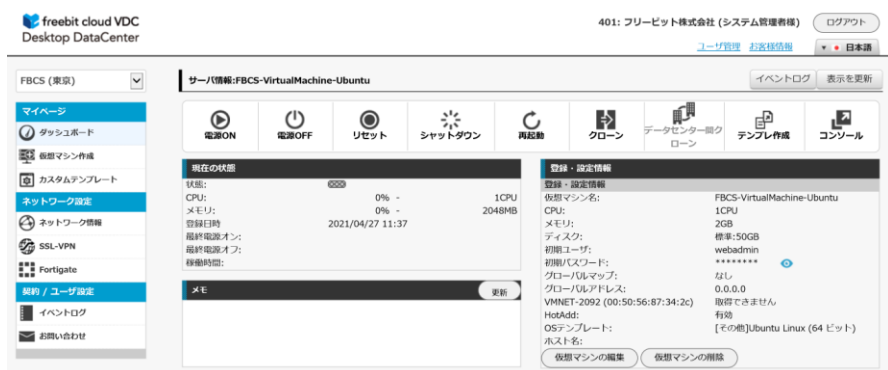 freebit cloud VDC
Desktop DataCenter
401: フリービット株式会社 (システム管理者様)
ログアウト
ユーザ管理 お客様情報
日本語
FBCS (東京)
サーバ情報:FBCS-VirtualMachine-Ubuntu
イベントログ
表示を更新
マイページ
ダッシュボード
仮想マシン作成
カスタムテンプレート
ネットワーク設定
ネットワーク情報
SSL-VPN
Fortigate
契約 / ユーザ設定
イベントログ
お問い合わせ
電源ON
電源OFF
リセット
シャットダウン
再起動
クローン
データセンター間クローン
テンプレ作成
コンソール
現在の状態
状態:
CPU: 0% - 1CPU
メモリ: 0% - 2048MB
登録日時 2021/04/27 11:37
最終電源オン:
最終電源オフ:
稼働時間:
メモ
更新
登録・設定情報
登録・設定情報
仮想マシン名: FBCS-VirtualMachine-Ubuntu
CPU: 1CPU
メモリ: 2GB
ディスク: 標準:50GB
初期ユーザ: webadmin
初期パスワード: ********
グローバルマップ: なし
グローバルアドレス: 0.0.0.0
VMNET-2092 (00:50:56:87:34:2c) 取得できません
HotAdd: 有効
OSテンプレート: [その他]Ubuntu Linux (64 ビット)
ホスト名:
仮想マシンの編集
仮想マシンの削除